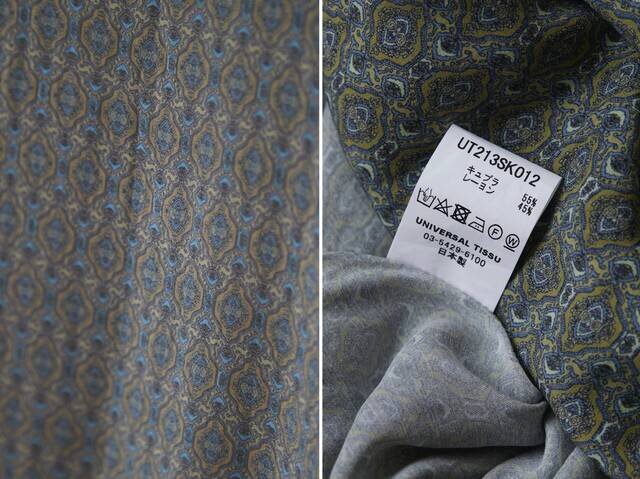 UT213SK012
キュプラ 55%
レーヨン 45%
UNIVERSAL TISSU
03-5429-6100
日本製
F W